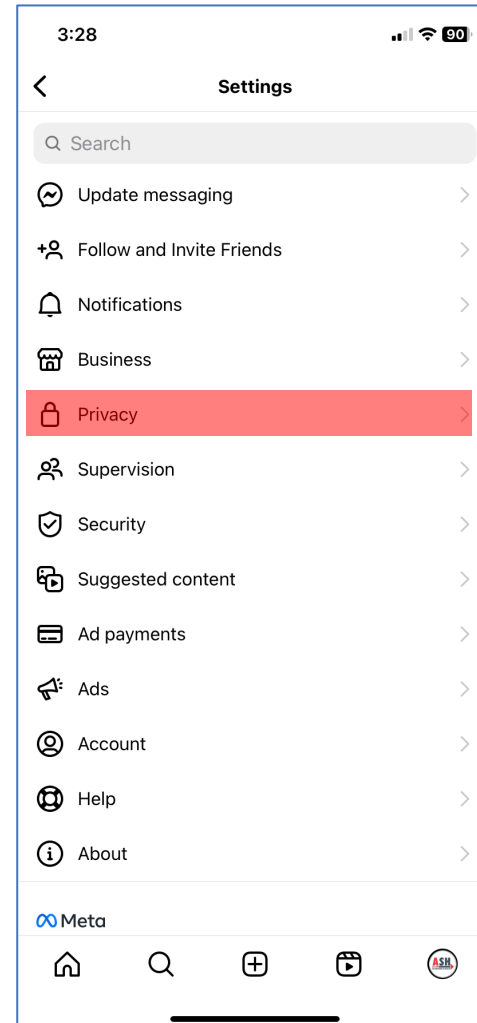 3:28
90
Settings
Search
Update messaging
Follow and Invite Friends
Notifications
Business
Privacy
Supervision
Security
Suggested content
Ad payments
Ads
Account
Help
About
Meta
ASH